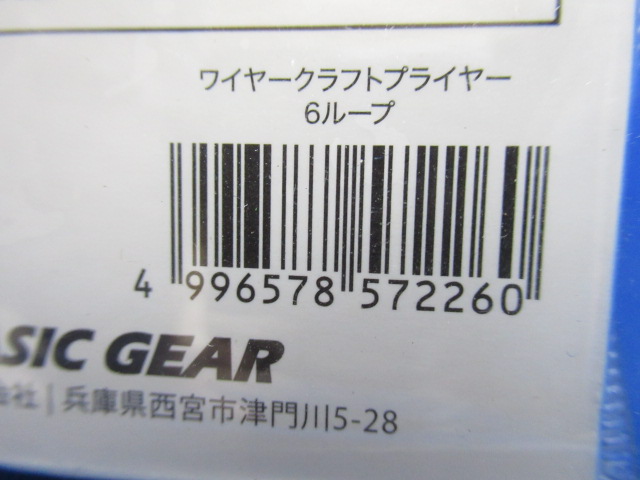 ワイヤークラフトプライヤー
6ループ
4 996578 572260
SIC GEAR
会社 | 兵庫県西宮市津門川5-28